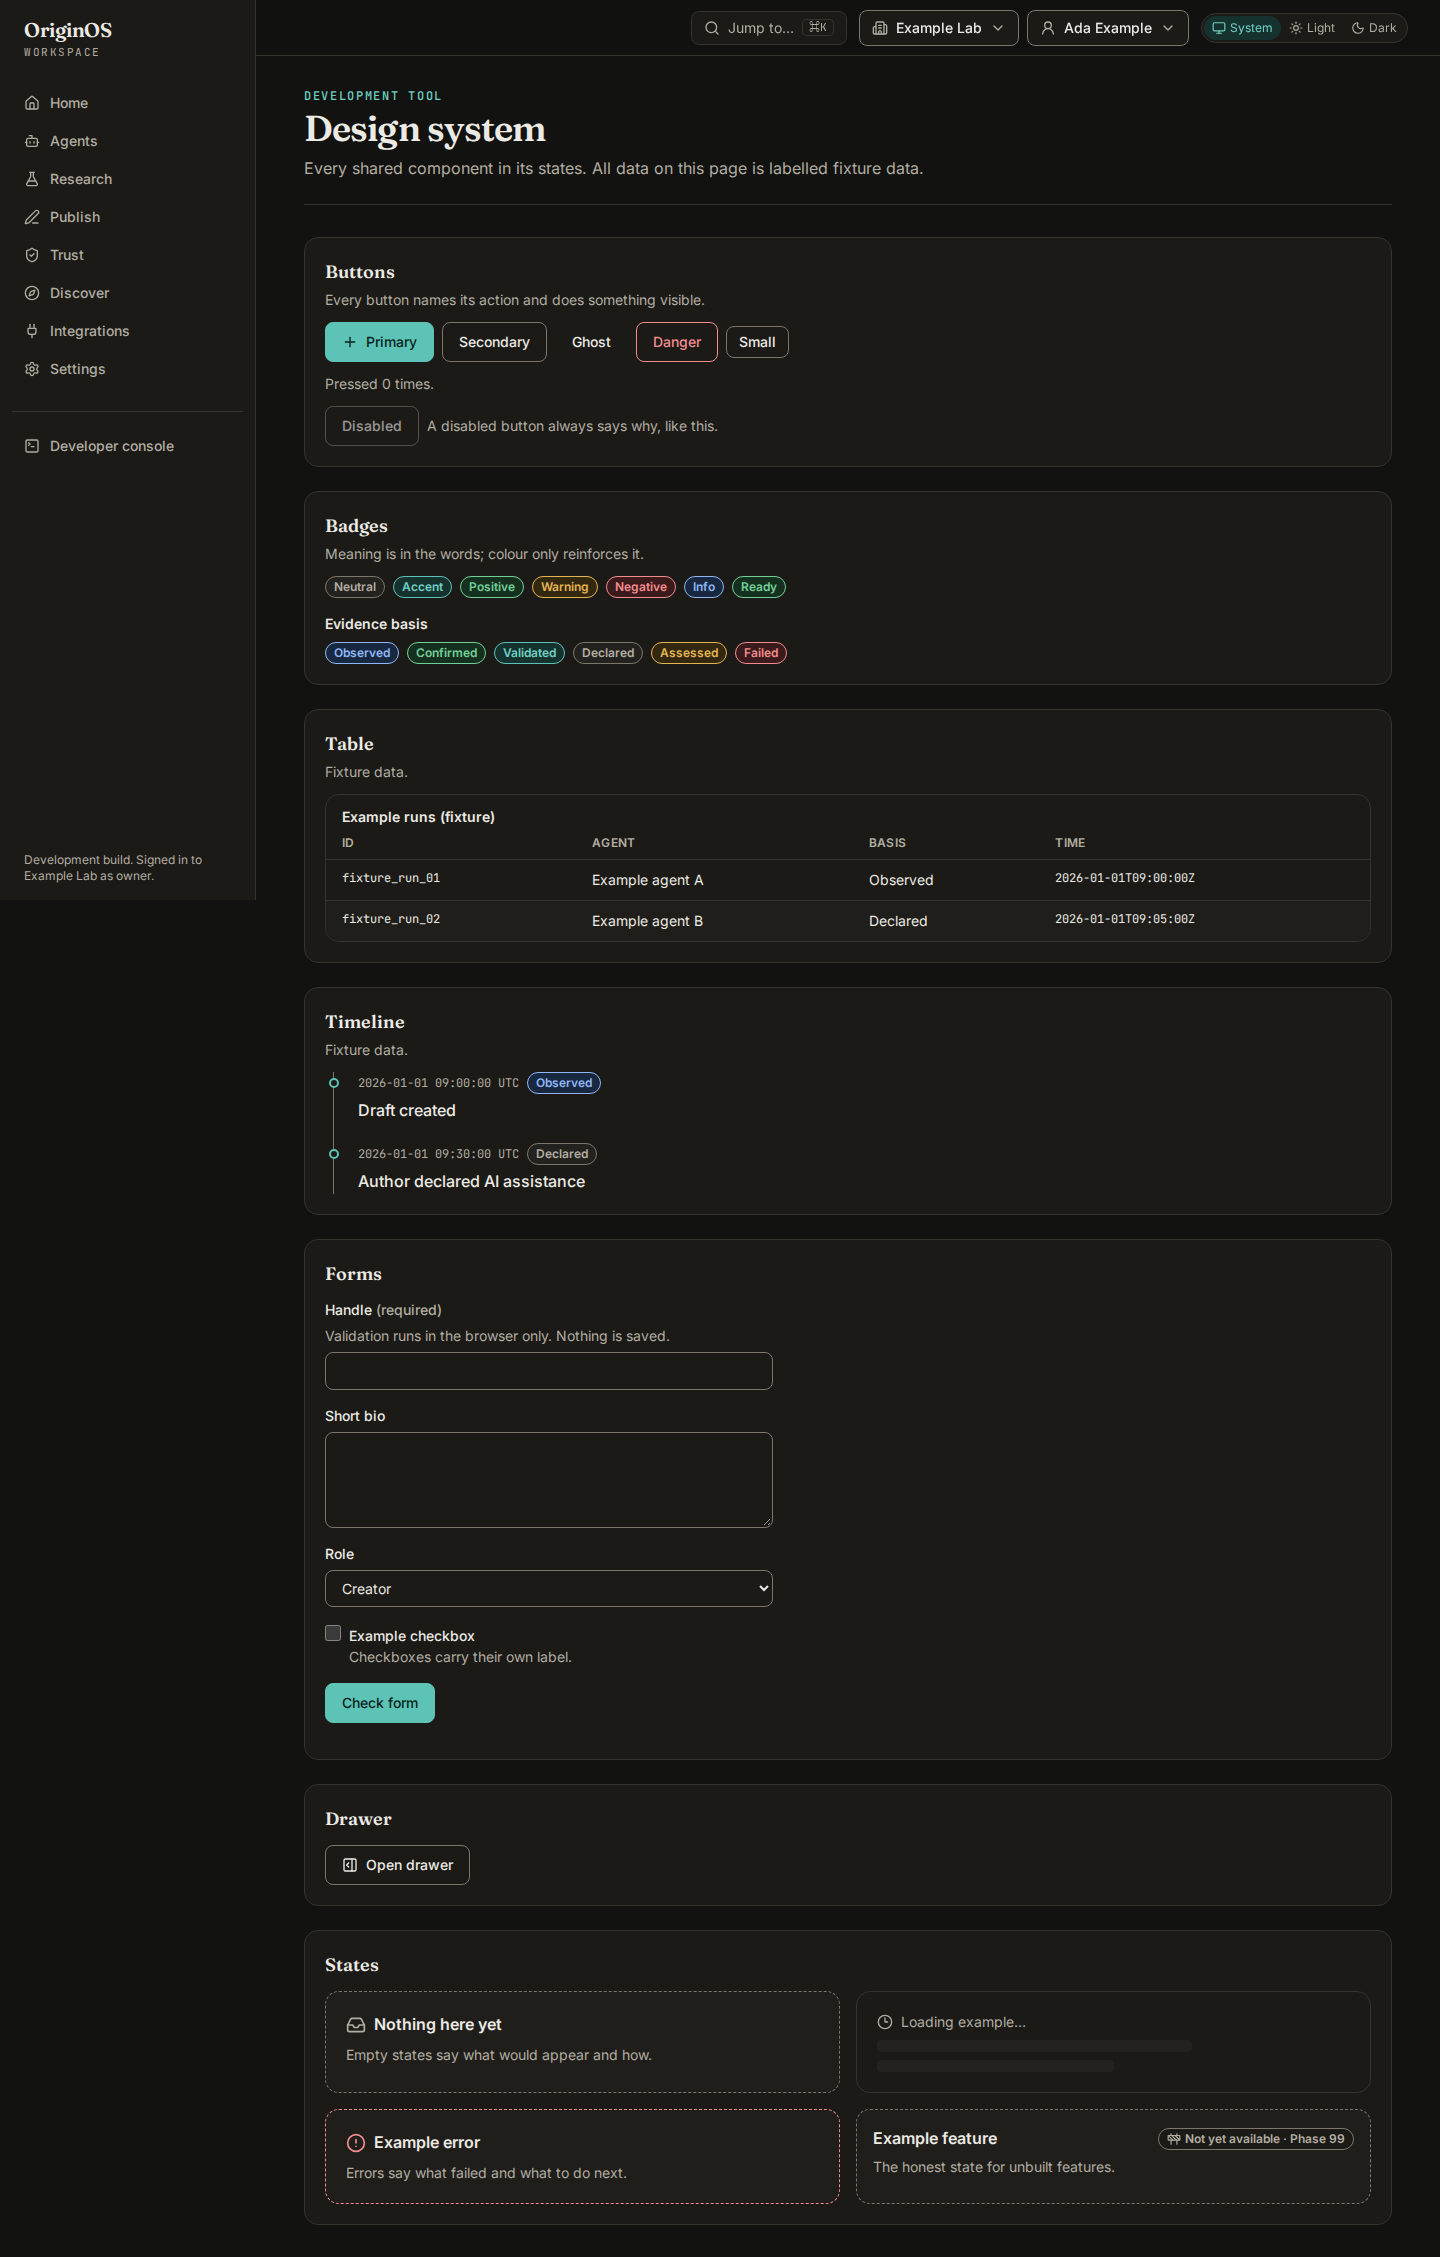 OriginOS
WORKSPACE
Home
Agents
Research
Publish
Trust
Discover
Integrations
Settings
Developer console
Development build. Signed in to
Example Lab as owner.
Jump to... ⌘K
Example Lab
Ada Example
System
Light
Dark
DEVELOPMENT TOOL
Design system
Every shared component in its states. All data on this page is labelled fixture data.
Buttons
Every button names its action and does something visible.
Primary Secondary Ghost Danger Small
Pressed 0 times.
Disabled A disabled button always says why, like this.
Badges
Meaning is in the words; colour only reinforces it.
Neutral Accent Positive Warning Negative Info Ready
Evidence basis
Observed Confirmed Validated Declared Assessed Failed
Table
Fixture data.
Example runs (fixture)
ID AGENT BASIS TIME
fixture_run_01 Example agent A Observed 2026-01-01T09:00:00Z
fixture_run_02 Example agent B Declared 2026-01-01T09:05:00Z
Timeline
Fixture data.
2026-01-01 09:00:00 UTC Observed
Draft created
2026-01-01 09:30:00 UTC Declared
Author declared AI assistance
Forms
Handle (required)
Validation runs in the browser only. Nothing is saved.
Short bio
Role
Creator
Example checkbox
Checkboxes carry their own label.
Check form
Drawer
Open drawer
States
Nothing here yet
Empty states say what would appear and how.
Loading example...
Example error
Errors say what failed and what to do next.
Example feature Not yet available · Phase 99
The honest state for unbuilt features.